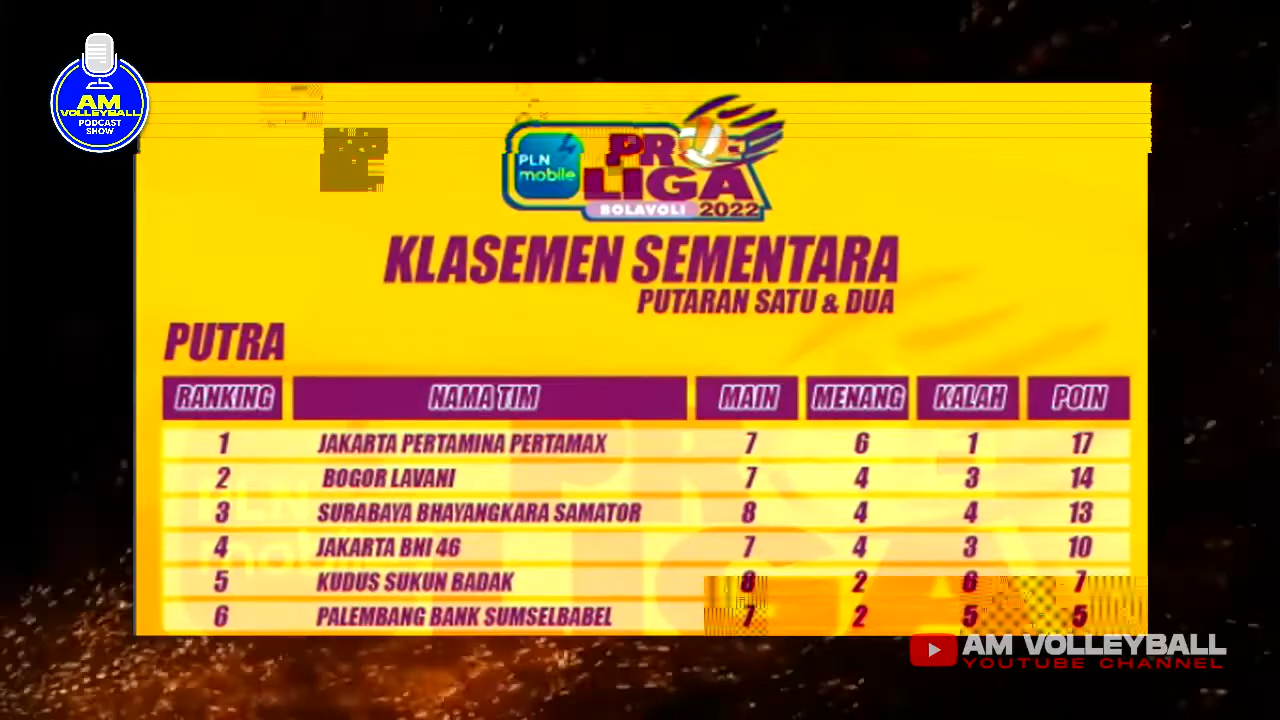 AM
VOLLEYBALL
PODCAST
SHOW
PLN
mobile
PRO
LIGA
BOLAVOLI 2022
KLASEMEN SEMENTARA
PUTARAN SATU & DUA
PUTRA
RANKING NAMA TIM MAIN MENANG KALAH POIN
1 JAKARTA PERTAMINA PERTAMAX 7 6 1 17
2 BOGOR LAVANI 7 4 3 14
3 SURABAYA BHAYANGKARA SAMATOR 8 4 4 13
4 JAKARTA BNI 46 7 4 3 10
5 KUDUS SUKUN BADAK 8 2 6 7
6 PALEMBANG BANK SUMSELBABEL 7 2 5 5
AM VOLLEYBALL
YOUTUBE CHANNEL